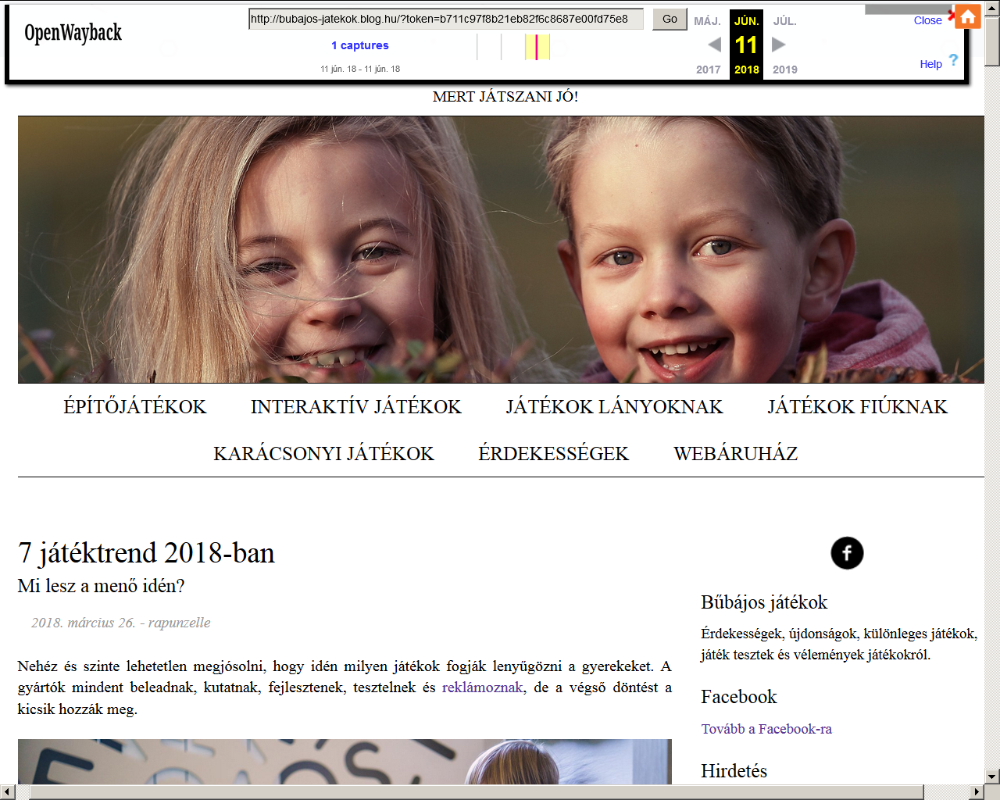 OpenWayback
http://bubajos-jatekok.blog.hu/?token=b711c97f8b21eb82f6c8687e00fd75e8
Go
1 captures
11 jún. 18 - 11 jún. 18
MÁJ. JÚN. JÚL.
11
2017 2018 2019
Close
Help
MERT JÁTSZANI JÓ!
ÉPÍTŐJÁTÉKOK INTERAKTÍV JÁTÉKOK JÁTÉKOK LÁNYOKNAK JÁTÉKOK FIÚKNAK
KARÁCSONYI JÁTÉKOK ÉRDEKESSÉGEK WEBÁRUHÁZ
7 játéktrend 2018-ban
Mi lesz a menő idén?
2018. március 26. - rapunzelle
Nehéz és szinte lehetetlen megjósolni, hogy idén milyen játékok fogják lenyűgözni a gyerekeket. A
gyártók mindent beleadnak, kutatnak, fejlesztenek, tesztelnek és reklámoznak, de a végső döntést a
kicsik hozzák meg.
Bűbájos játékok
Érdekességek, újdonságok, különleges játékok,
játék tesztek és vélemények játékokról.
Facebook
Tovább a Facebook-ra
Hirdetés